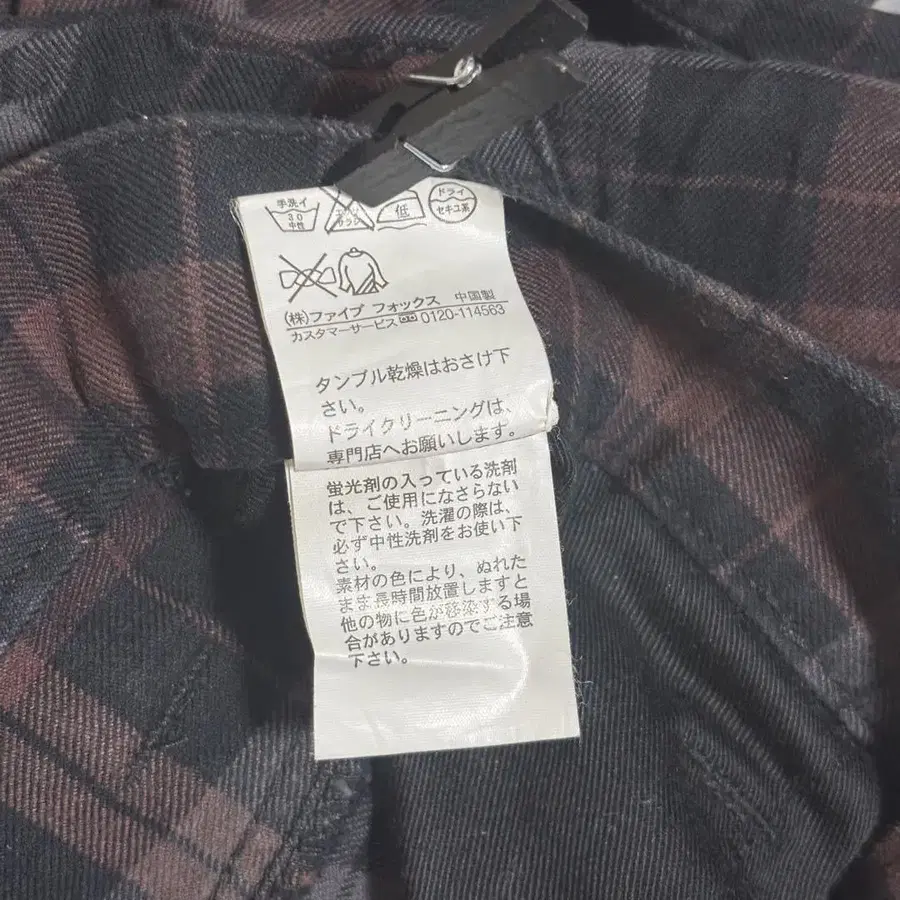 手洗イ
30
中性
エンソ
サラシ
低
ドライ
セキユ系
(株)ファイブ フォックス 中国製
カスタマーサービス 0120-114563
タンブル乾燥はおさけ下
さい。
ドライクリーニングは、
専門店へお願いします。
蛍光剤の入っている洗剤
は、ご使用になさらない
で下さい。洗濯の際は、
必ず中性洗剤をお使い下
さい。
素材の色により、ぬれた
まま長時間放置しますと
他の物に色が移染する場
合がありますのでご注意
下さい。